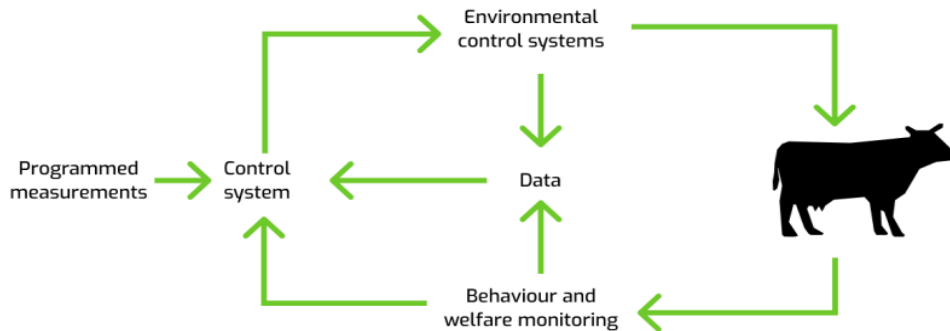 Environmental
control systems
Programmed
measurements
Control
system
Data
Behaviour and
welfare monitoring